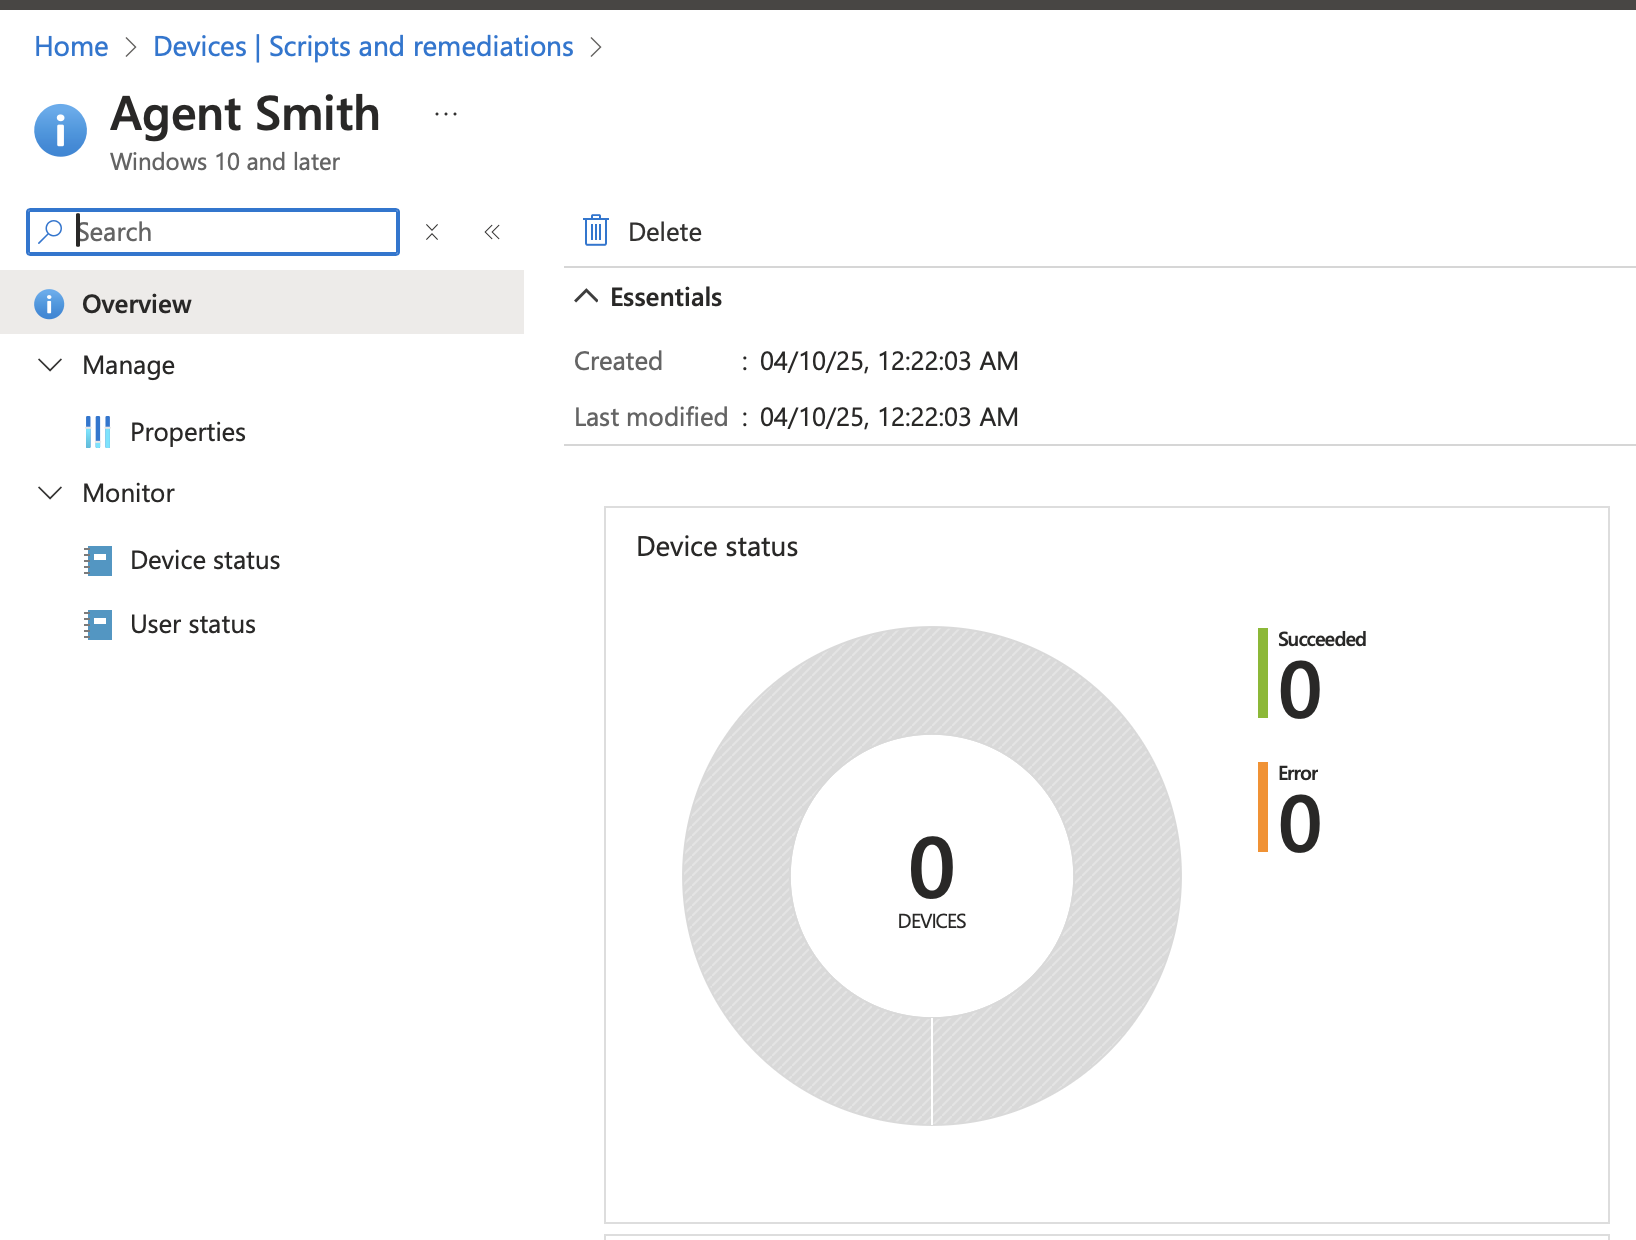 Home > Devices | Scripts and remediations >
Agent Smith ...
Windows 10 and later
Search
Overview
Manage
Properties
Monitor
Device status
User status
Delete
Essentials
Created : 04/10/25, 12:22:03 AM
Last modified : 04/10/25, 12:22:03 AM
Device status
0
DEVICES
Succeeded
0
Error
0